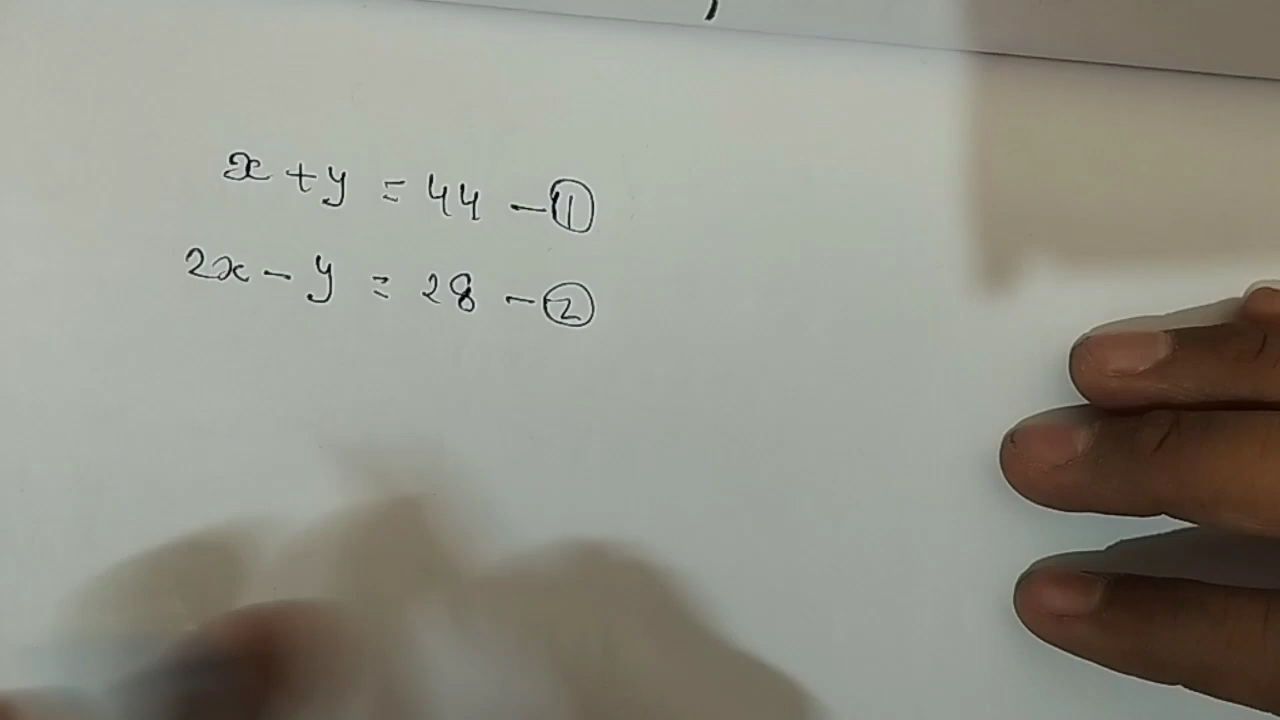 x + y = 44 - ①
2x - y = 28 - ②